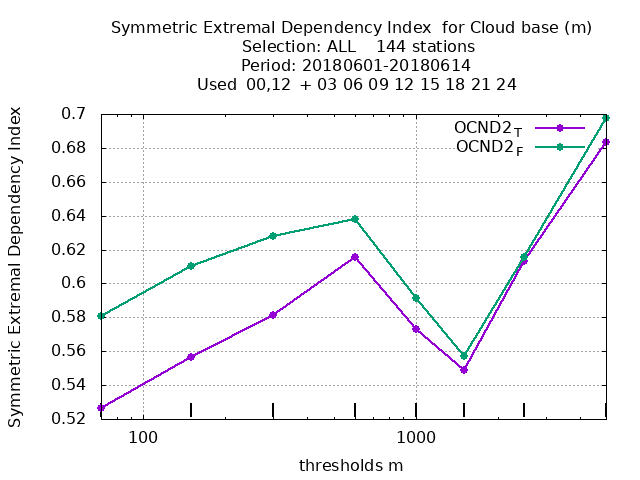 Symmetric Extremal Dependency Index  for Cloud base (m)
Selection: ALL    144 stations
Period: 20180601-20180614
Used  00,12  + 03 06 09 12 15 18 21 24
Symmetric Extremal Dependency Index
0.7
0.68
0.66
0.64
0.62
0.6
0.58
0.56
0.54
0.52
OCND2T
OCND2F
100
1000
thresholds m